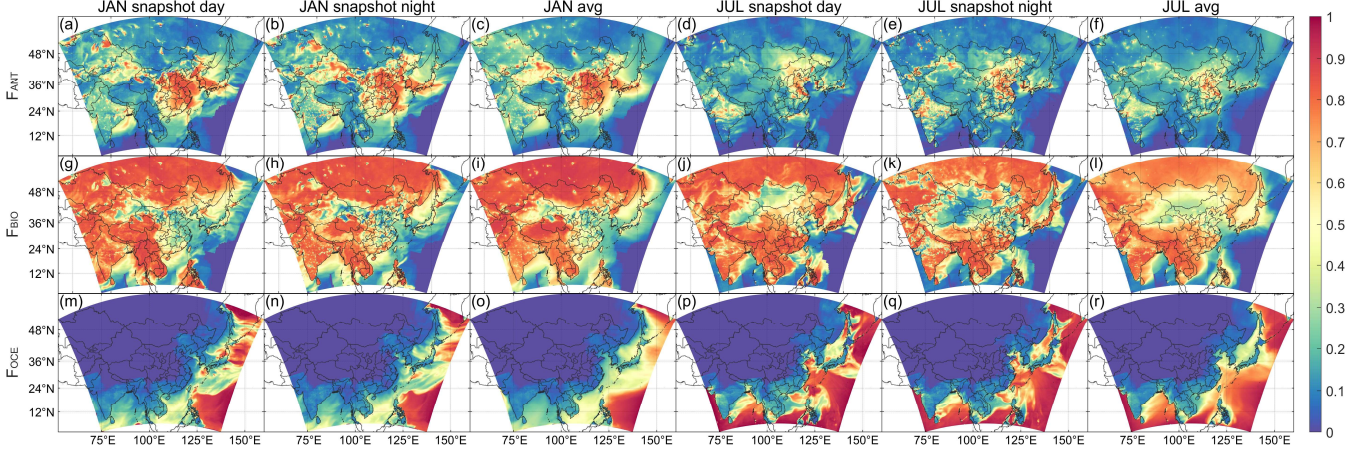 JAN snapshot day JAN snapshot night JAN avg JUL snapshot day JUL snapshot night JUL avg
(a) (b) (c) (d) (e) (f)
F_ANT
48°N
36°N
24°N
12°N
(g) (h) (i) (j) (k) (l)
F_BIO
48°N
36°N
24°N
12°N
(m) (n) (o) (p) (q) (r)
F_OCE
48°N
36°N
24°N
12°N
75°E 100°E 125°E 150°E 75°E 100°E 125°E 150°E 75°E 100°E 125°E 150°E 75°E 100°E 125°E 150°E 75°E 100°E 125°E 150°E 75°E 100°E 125°E 150°E
1
0.9
0.8
0.7
0.6
0.5
0.4
0.3
0.2
0.1
0